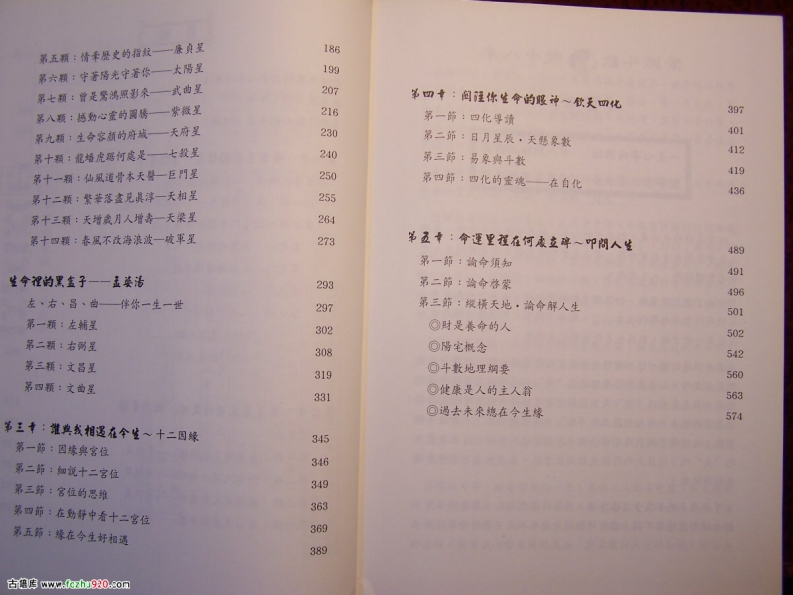 第五顆：情牽歷史的指紋——廉貞星 186
第六顆：守著陽光守著你——太陽星 199
第七顆：曾是驚鴻照影來——武曲星 207
第八顆：撼動心靈的圖騰——紫微星 216
第九顆：生命容顏的府城——天府星 230
第十顆：龍蟠虎踞何處是——七殺星 240
第十一顆：仙風道骨本天醫—巨門星 250
第十二顆：繁華落盡見真淳—天相星 255
第十三顆：天增歲月人增壽—天梁星 264
第十四顆：春風不改海浪波—破軍星 273
生命裡的黑盒子——孟婆湯 293
左、右、昌、曲——伴你一生一世 297
第一顆：左輔星 302
第二顆：右弼星 308
第三顆：文昌星 319
第四顆：文曲星 331
第三章：誰與我相遇在今生～十二因緣 345
第一節：因緣與宮位 346
第二節：細說十二宮位 349
第三節：宮位的思維 363
第四節：在動靜中看十二宮位 369
第五節：緣在今生好相遇 389
第四章：開啟你生命的眼神～欽天四化 397
第一節：四化導讀 401
第二節：日月星辰·天懸象數 412
第三節：易象與斗數 419
第四節：四化的靈魂——在自化 436
第五章：命運里程在何處立碑～叩問人生 489
第一節：論命須知 491
第二節：論命啓蒙 496
第三節：縱橫天地·論命解人生 501
◎財是養命的人 502
◎陽宅概念 542
◎斗數地理綱要 560
◎健康是人的主人翁 563
◎過去未來總在今生緣 574
古籍库 www.fozhu920.com